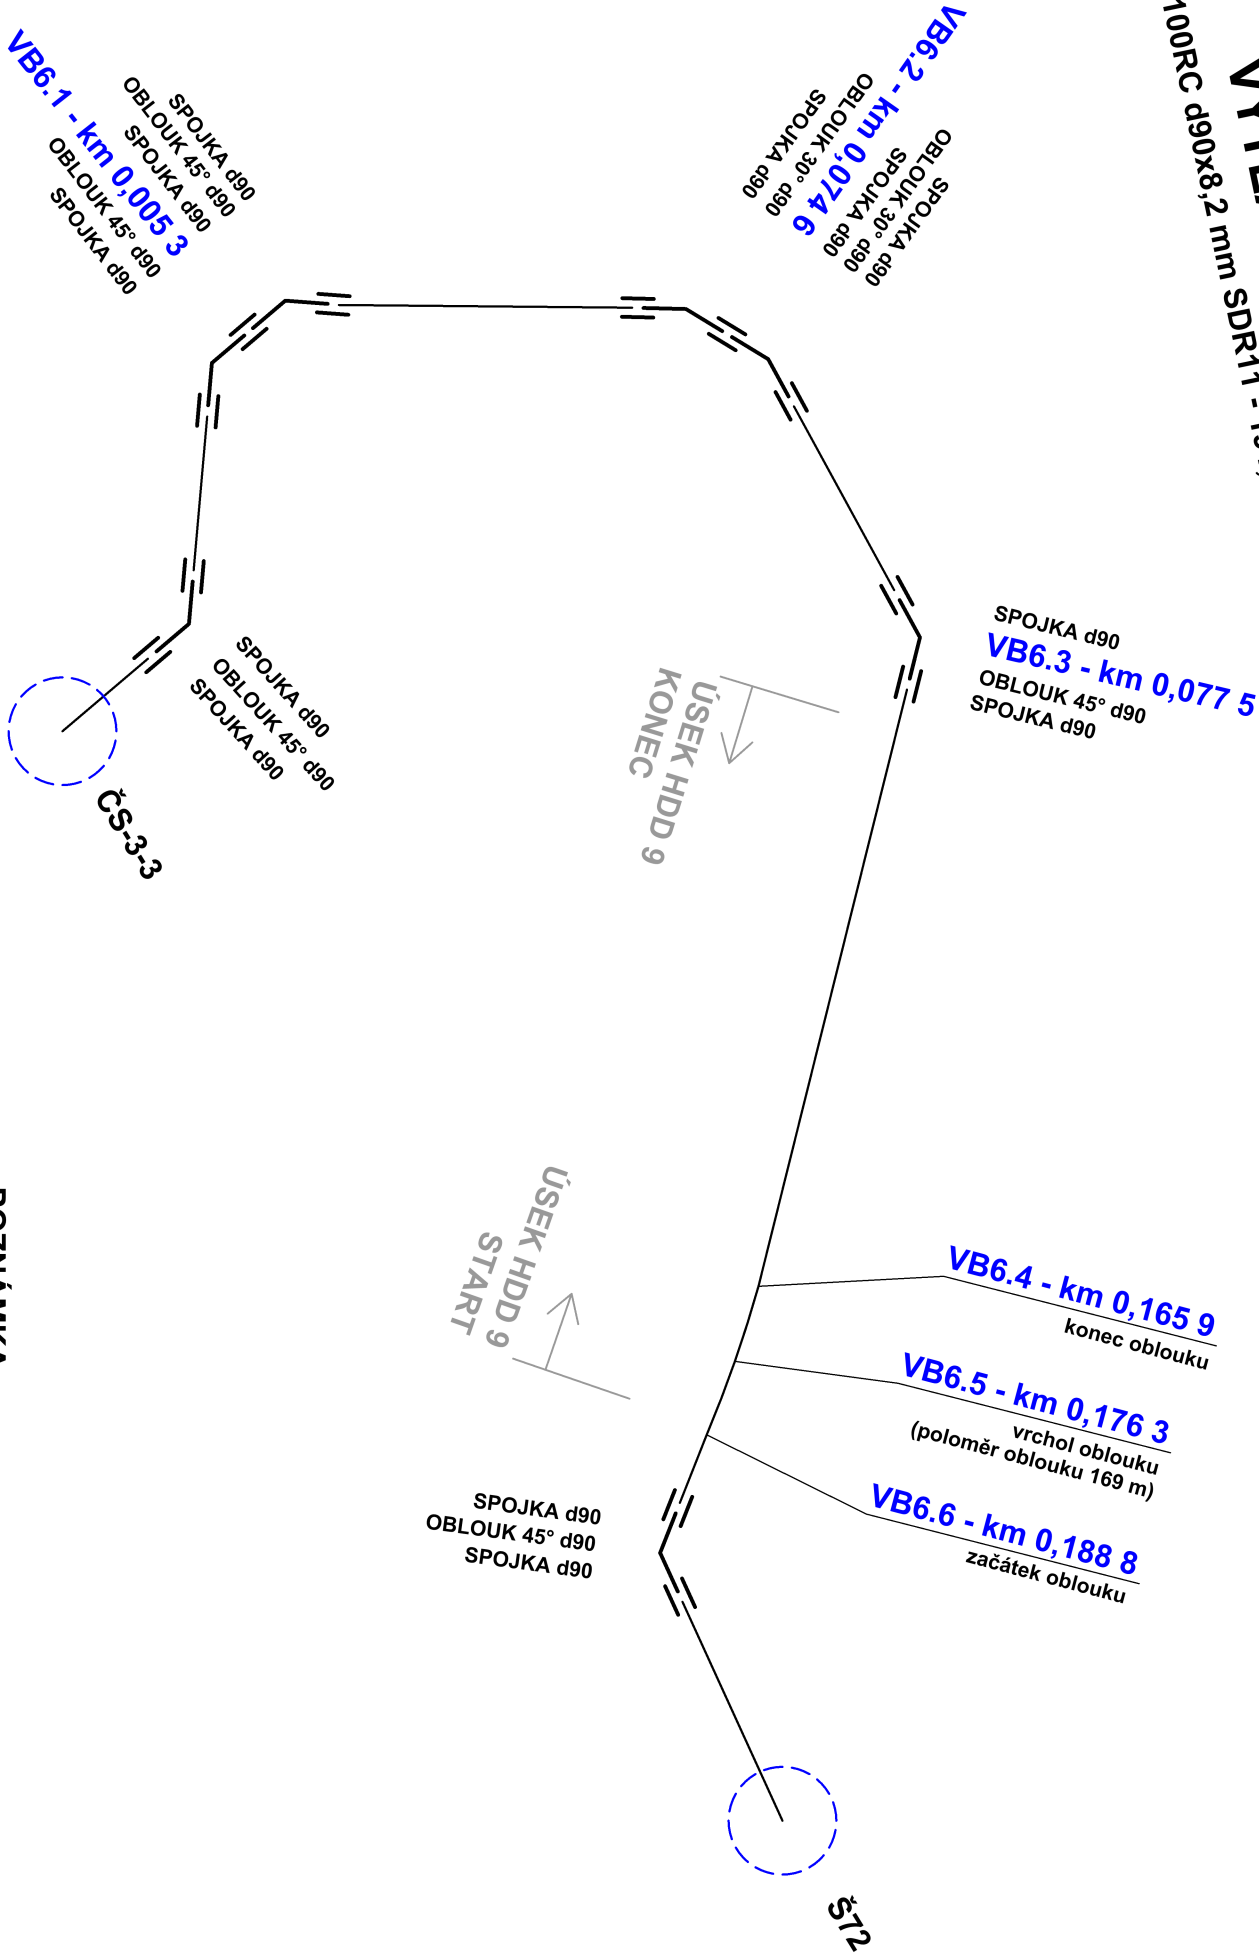 VB6.1 - km 0,005 3
SPOJKA d90
OBLOUK 45° d90
SPOJKA d90
OBLOUK 45° d90
SPOJKA d90
VB6.2 - km 0,074 6
SPOJKA d90
OBLOUK 30° d90
SPOJKA d90
OBLOUK 30° d90
SPOJKA d90
100RC d90x8,2 mm SDR11 -
SPOJKA d90
VB6.3 - km 0,077 5
OBLOUK 45° d90
SPOJKA d90
SPOJKA d90
OBLOUK 45° d90
SPOJKA d90
ČS-3-3
ÚSEK HDD 9
KONEC
ÚSEK HDD 9
START
VB6.4 - km 0,165 9
konec oblouku
VB6.5 - km 0,176 3
vrchol oblouku
(poloměr oblouku 169 m)
VB6.6 - km 0,188 8
začátek oblouku
SPOJKA d90
OBLOUK 45° d90
SPOJKA d90
Š72